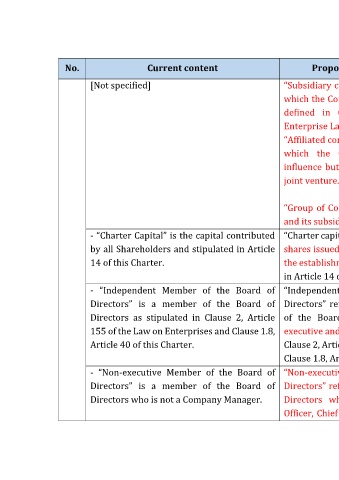 No. Current content Propo
[Not specified] “Subsidiary c
which the Co
defined in
Enterprise La
“Affiliated co
which the
influence but
joint venture.
“Group of Co
and its subsid
- “Charter Capital” is the capital contributed “Charter capit
by all Shareholders and stipulated in Article shares issued
14 of this Charter. the establish
in Article 14
- “Independent Member of the Board of “Independent
Directors” is a member of the Board of Directors” re
Directors as stipulated in Clause 2, Article of the Boar
155 of the Law on Enterprises and Clause 1.8, executive and
Article 40 of this Charter. Clause 2, Arti
Clause 1.8, Ar
- “Non-executive Member of the Board of “Non-executiv
Directors” is a member of the Board of Directors” ref
Directors who is not a Company Manager. Directors wh
Officer, Chief